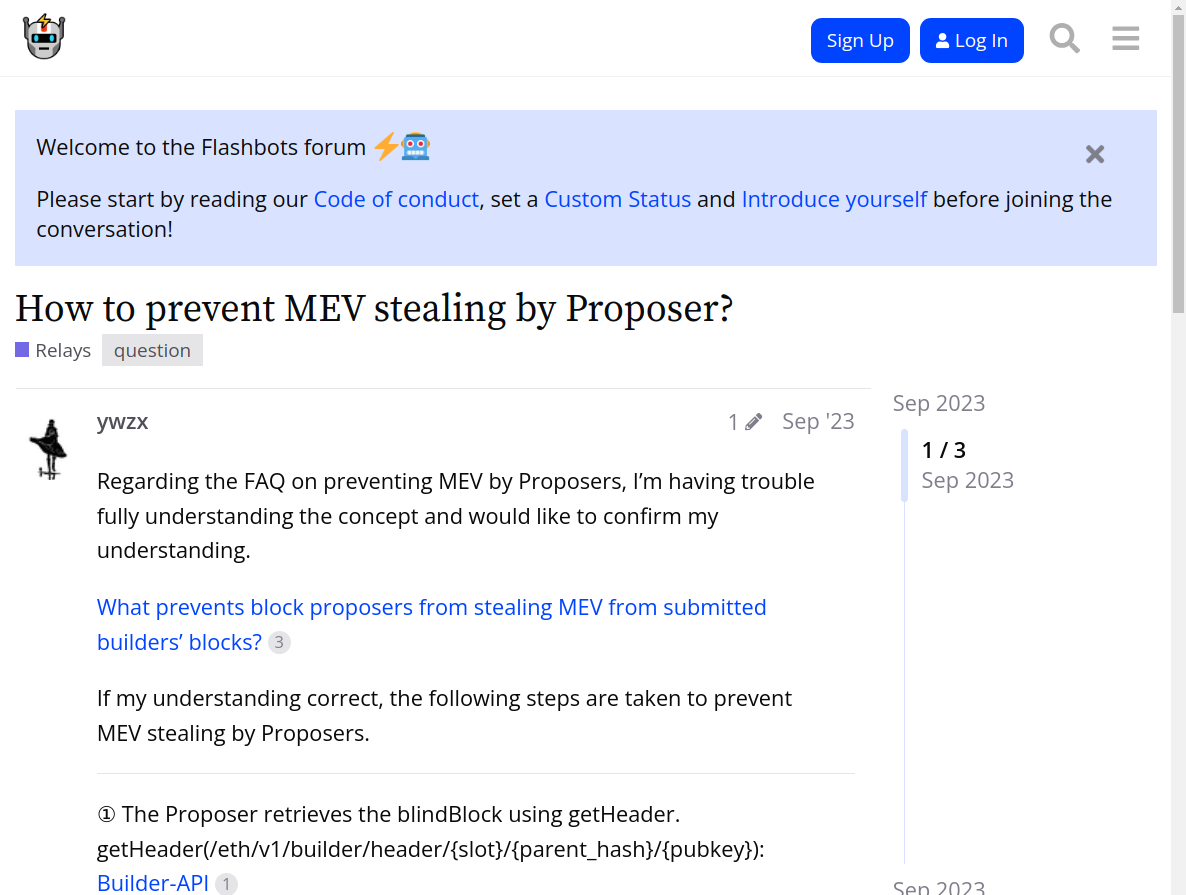 Sign Up
Log In
Welcome to the Flashbots forum
Please start by reading our Code of conduct, set a Custom Status and Introduce yourself before joining the
conversation!
How to prevent MEV stealing by Proposer?
Relays question
ywzx 1 Sep '23
Regarding the FAQ on preventing MEV by Proposers, I’m having trouble
fully understanding the concept and would like to confirm my
understanding.
What prevents block proposers from stealing MEV from submitted
builders’ blocks? 3
If my understanding correct, the following steps are taken to prevent
MEV stealing by Proposers.
① The Proposer retrieves the blindBlock using getHeader.
getHeader(/eth/v1/builder/header/{slot}/{parent_hash}/{pubkey}):
Builder-API 1
Sep 2023
1 / 3
Sep 2023
Sep 2023